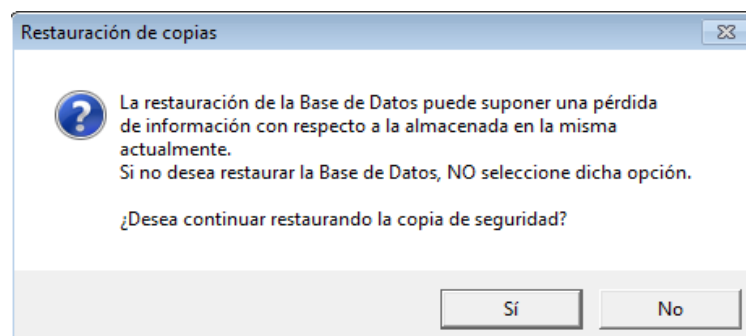 Restauración de copias
La restauración de la Base de Datos puede suponer una pérdida
de información con respecto a la almacenada en la misma
actualmente.
Si no desea restaurar la Base de Datos, NO seleccione dicha opción.
¿Desea continuar restaurando la copia de seguridad?
Sí
No